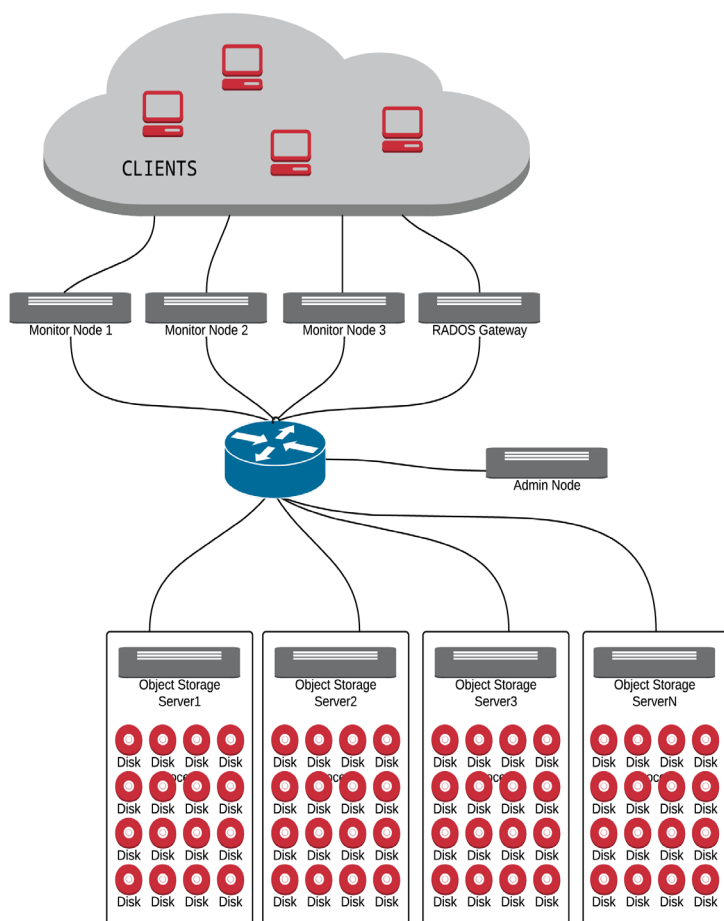 CLIENTS
Monitor Node 1 Monitor Node 2 Monitor Node 3 RADOS Gateway
Admin Node
Object Storage Object Storage Object Storage Object Storage
Server1 Server2 Server3 ServerN
Disk Disk Disk Disk Disk Disk Disk Disk Disk Disk Disk Disk Disk Disk Disk Disk
Disk Disk Disk Disk Disk Disk Disk Disk Disk Disk Disk Disk Disk Disk Disk Disk
Disk Disk Disk Disk Disk Disk Disk Disk Disk Disk Disk Disk Disk Disk Disk Disk
Disk Disk Disk Disk Disk Disk Disk Disk Disk Disk Disk Disk Disk Disk Disk Disk